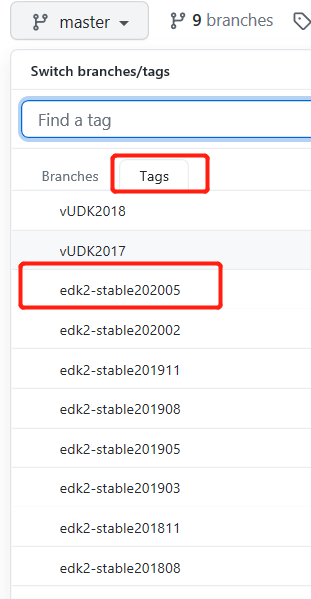 master
9 branches
Switch branches/tags
Find a tag
Branches
Tags
vUDK2018
vUDK2017
edk2-stable202005
edk2-stable202002
edk2-stable201911
edk2-stable201908
edk2-stable201905
edk2-stable201903
edk2-stable201811
edk2-stable201808